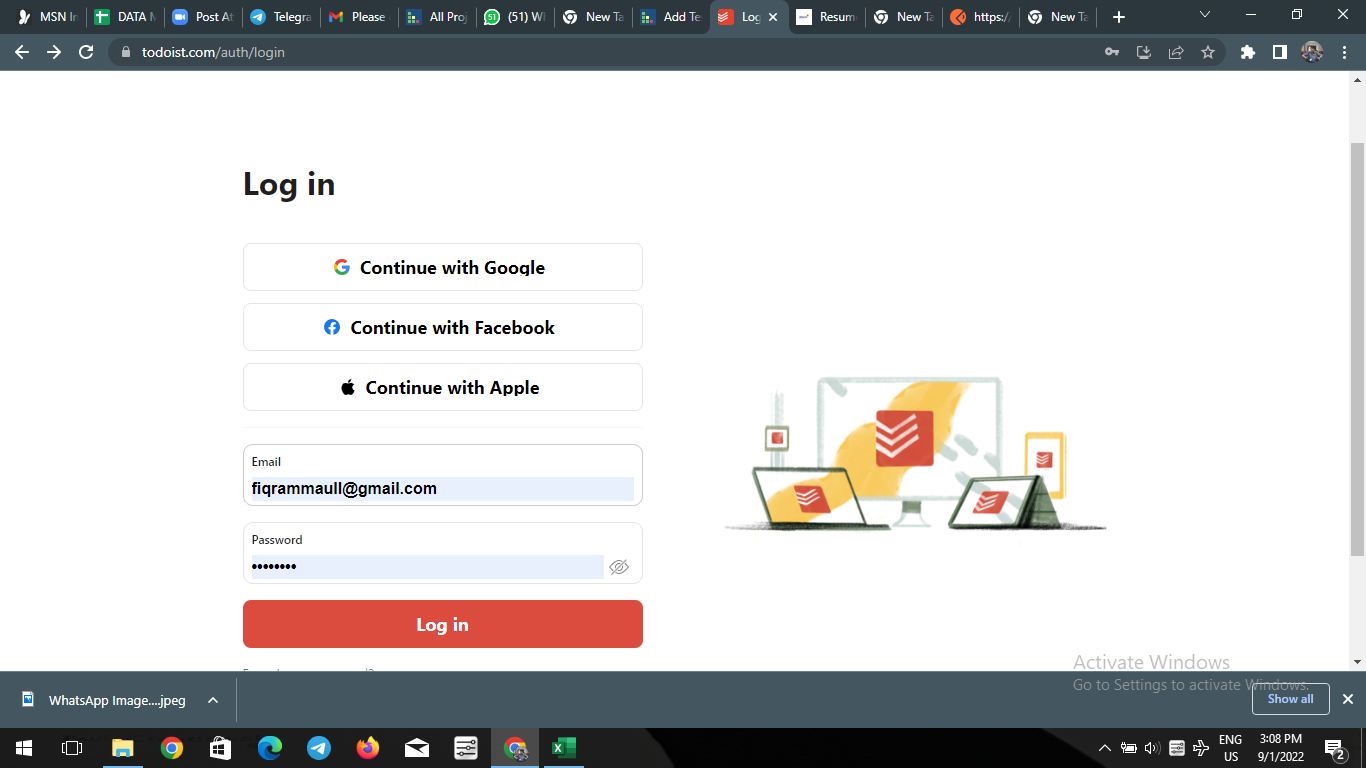 MSN In
DATA M
Post At
Telegra
Please
All Proj
(51) W
New Ta
Add Te
Log
Resum
New Ta
https:/
New Ta
todoist.com/auth/login
Log in
Continue with Google
Continue with Facebook
Continue with Apple
Email
fiqrammaull@gmail.com
Password
Log in
Activate Windows
Go to Settings to activate Windows.
WhatsApp Image....jpeg
Show all
ENG
3:08 PM
US
9/1/2022
2